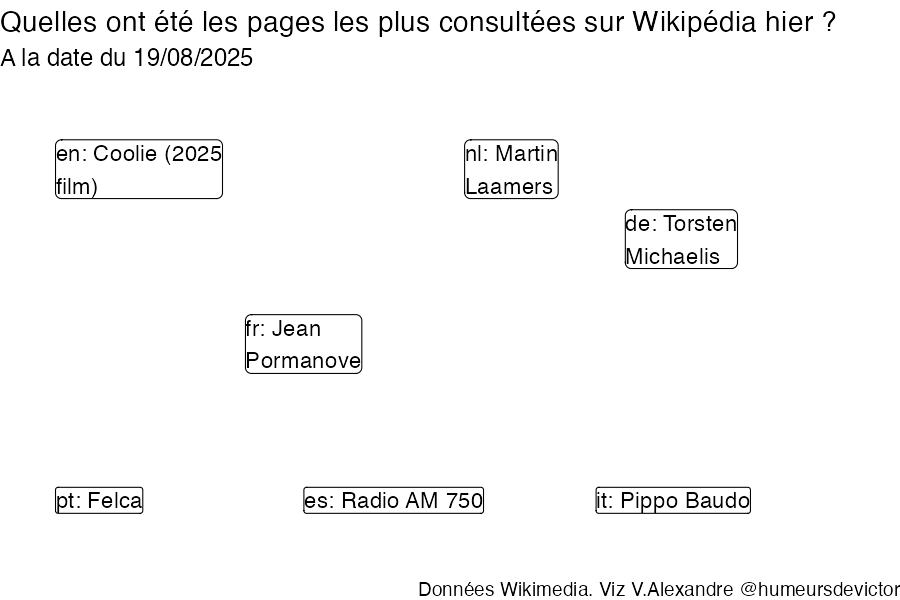 Quelles ont été les pages les plus consultées sur Wikipédia hier ?
A la date du 19/08/2025
en: Coolie (2025
film)
nl: Martin
Laamers
de: Torsten
Michaelis
fr: Jean
Pormanove
pt: Felca
es: Radio AM 750
it: Pippo Baudo
Données Wikimedia. Viz V.Alexandre @humeursdevictor